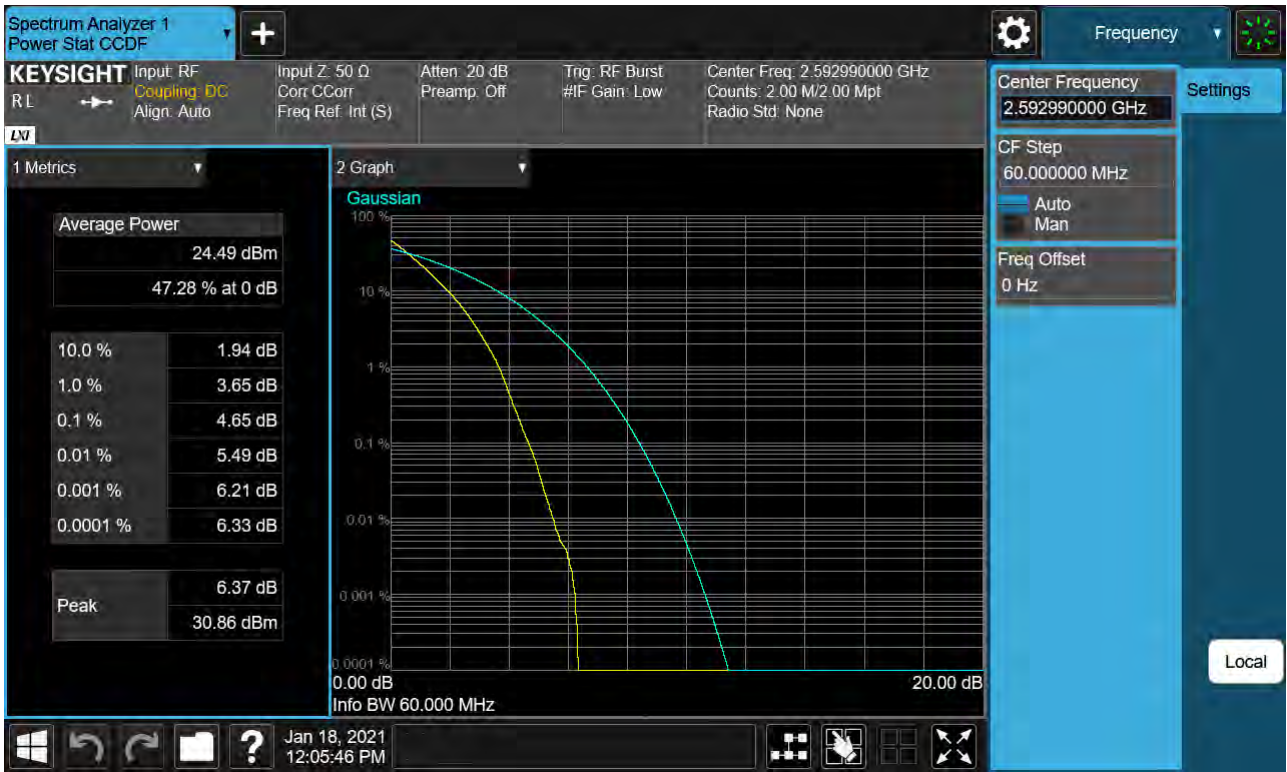 Spectrum Analyzer 1
Power Stat CCDF
▼
+
Frequency ▼
KEYSIGHT
RL
LXI
Input: RF
Coupling: DC
Align: Auto
Input Z: 50 Ω
Corr CCorr
Freq Ref: Int (S)
Atten: 20 dB
Preamp: Off
Trig: RF Burst
#IF Gain: Low
Center Freq: 2.592990000 GHz
Counts: 2.00 M/2.00 Mpt
Radio Std: None
Center Frequency
2.592990000 GHz
Settings
CF Step
60.000000 MHz
Auto
Man
Freq Offset
0 Hz
Local
1 Metrics ▼
Average Power
24.49 dBm
47.28 % at 0 dB
10.0 % 1.94 dB
1.0 % 3.65 dB
0.1 % 4.65 dB
0.01 % 5.49 dB
0.001 % 6.21 dB
0.0001 % 6.33 dB
Peak 6.37 dB
30.86 dBm
2 Graph ▼
Gaussian
100 %
10 %
1 %
0.1 %
0.01 %
0.001 %
0.0001 %
0.00 dB 20.00 dB
Info BW 60.000 MHz
?
Jan 18, 2021
12:05:46 PM